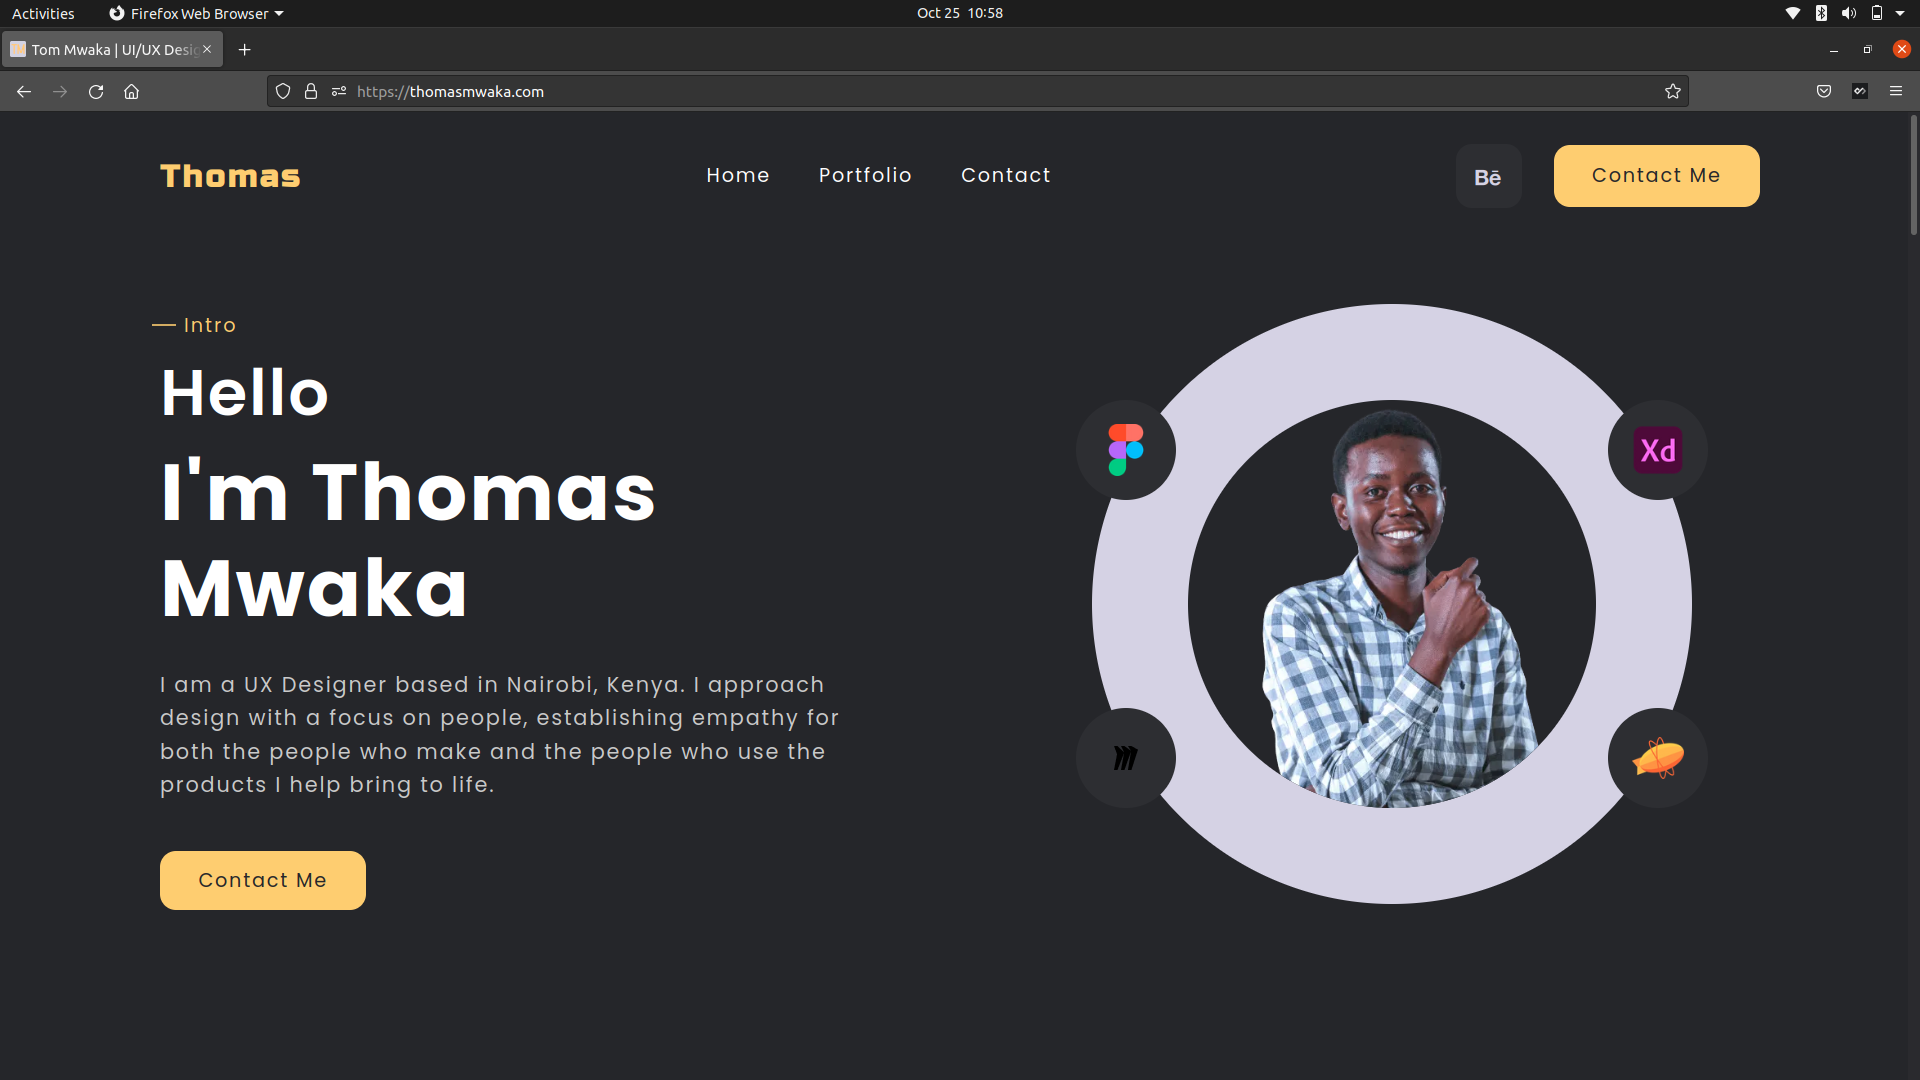 Activities
Firefox Web Browser
Oct 25 10:58
Tom Mwaka | UI/UX Desig
https://thomasmwaka.com
Thomas
Home
Portfolio
Contact
Bē
Contact Me
Intro
Hello
I'm Thomas
Mwaka
I am a UX Designer based in Nairobi, Kenya. I approach
design with a focus on people, establishing empathy for
both the people who make and the people who use the
products I help bring to life.
Contact Me
Xd